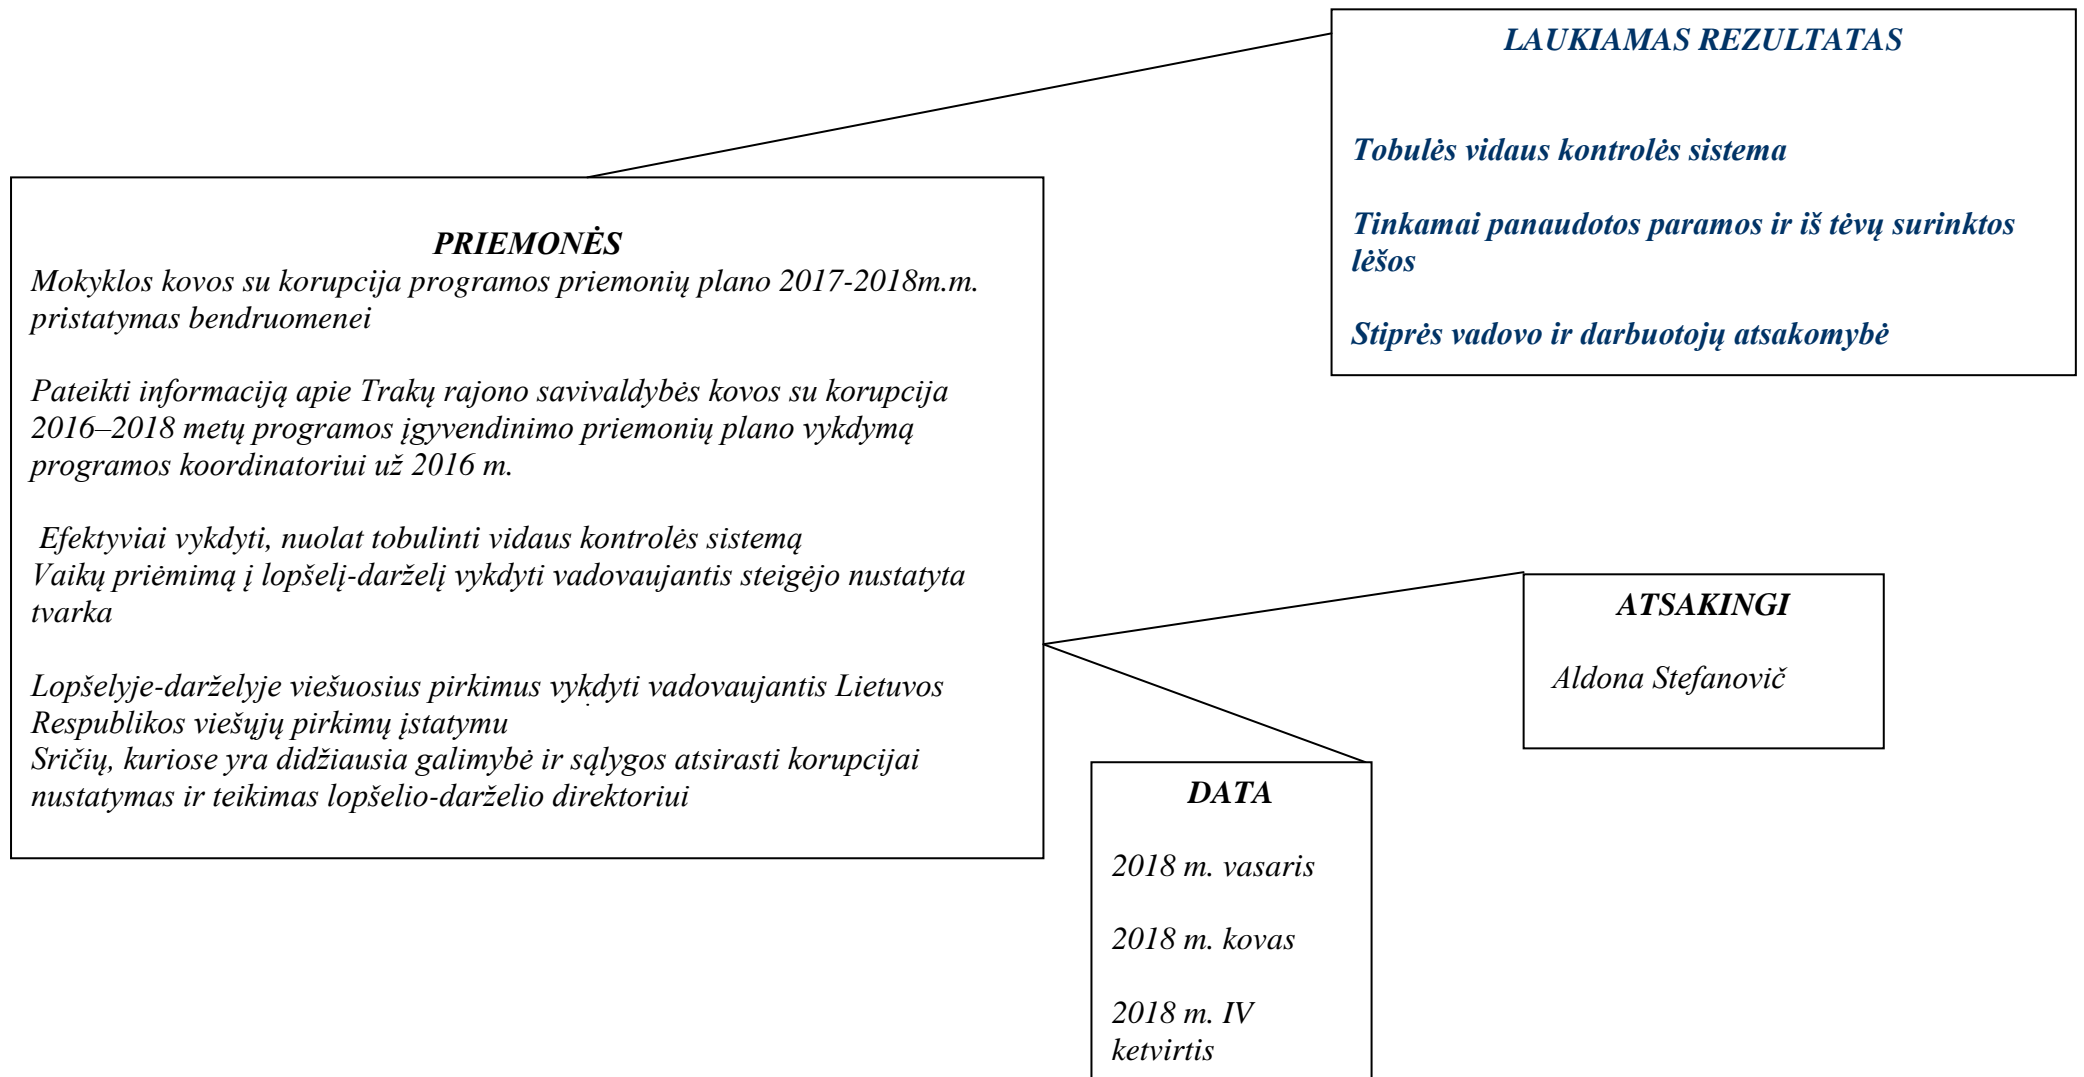 LAUKIAMAS REZULTATAS
Tobulės vidaus kontrolės sistema
Tinkamai panaudotos paramos ir iš tėvų surinktos
lėšos
Stiprės vadovo ir darbuotojų atsakomybė
PRIEMONĖS
Mokyklos kovos su korupcija programos priemonių plano 2017-2018m.m.
pristatymas bendruomenei
Pateikti informaciją apie Trakų rajono savivaldybės kovos su korupcija
2016–2018 metų programos įgyvendinimo priemonių plano vykdymą
programos koordinatoriui už 2016 m.
Efektyviai vykdyti, nuolat tobulinti vidaus kontrolės sistemą
Vaikų priėmimą į lopšelį-darželį vykdyti vadovaujantis steigėjo nustatyta
tvarka
Lopšelyje-darželyje viešuosius pirkimus vykdyti vadovaujantis Lietuvos
Respublikos viešųjų pirkimų įstatymu
Sričių, kuriose yra didžiausia galimybė ir sąlygos atsirasti korupcijai
nustatymas ir teikimas lopšelio-darželio direktoriui
ATSAKINGI
Aldona Stefanovič
DATA
2018 m. vasaris
2018 m. kovas
2018 m. IV
ketvirtis